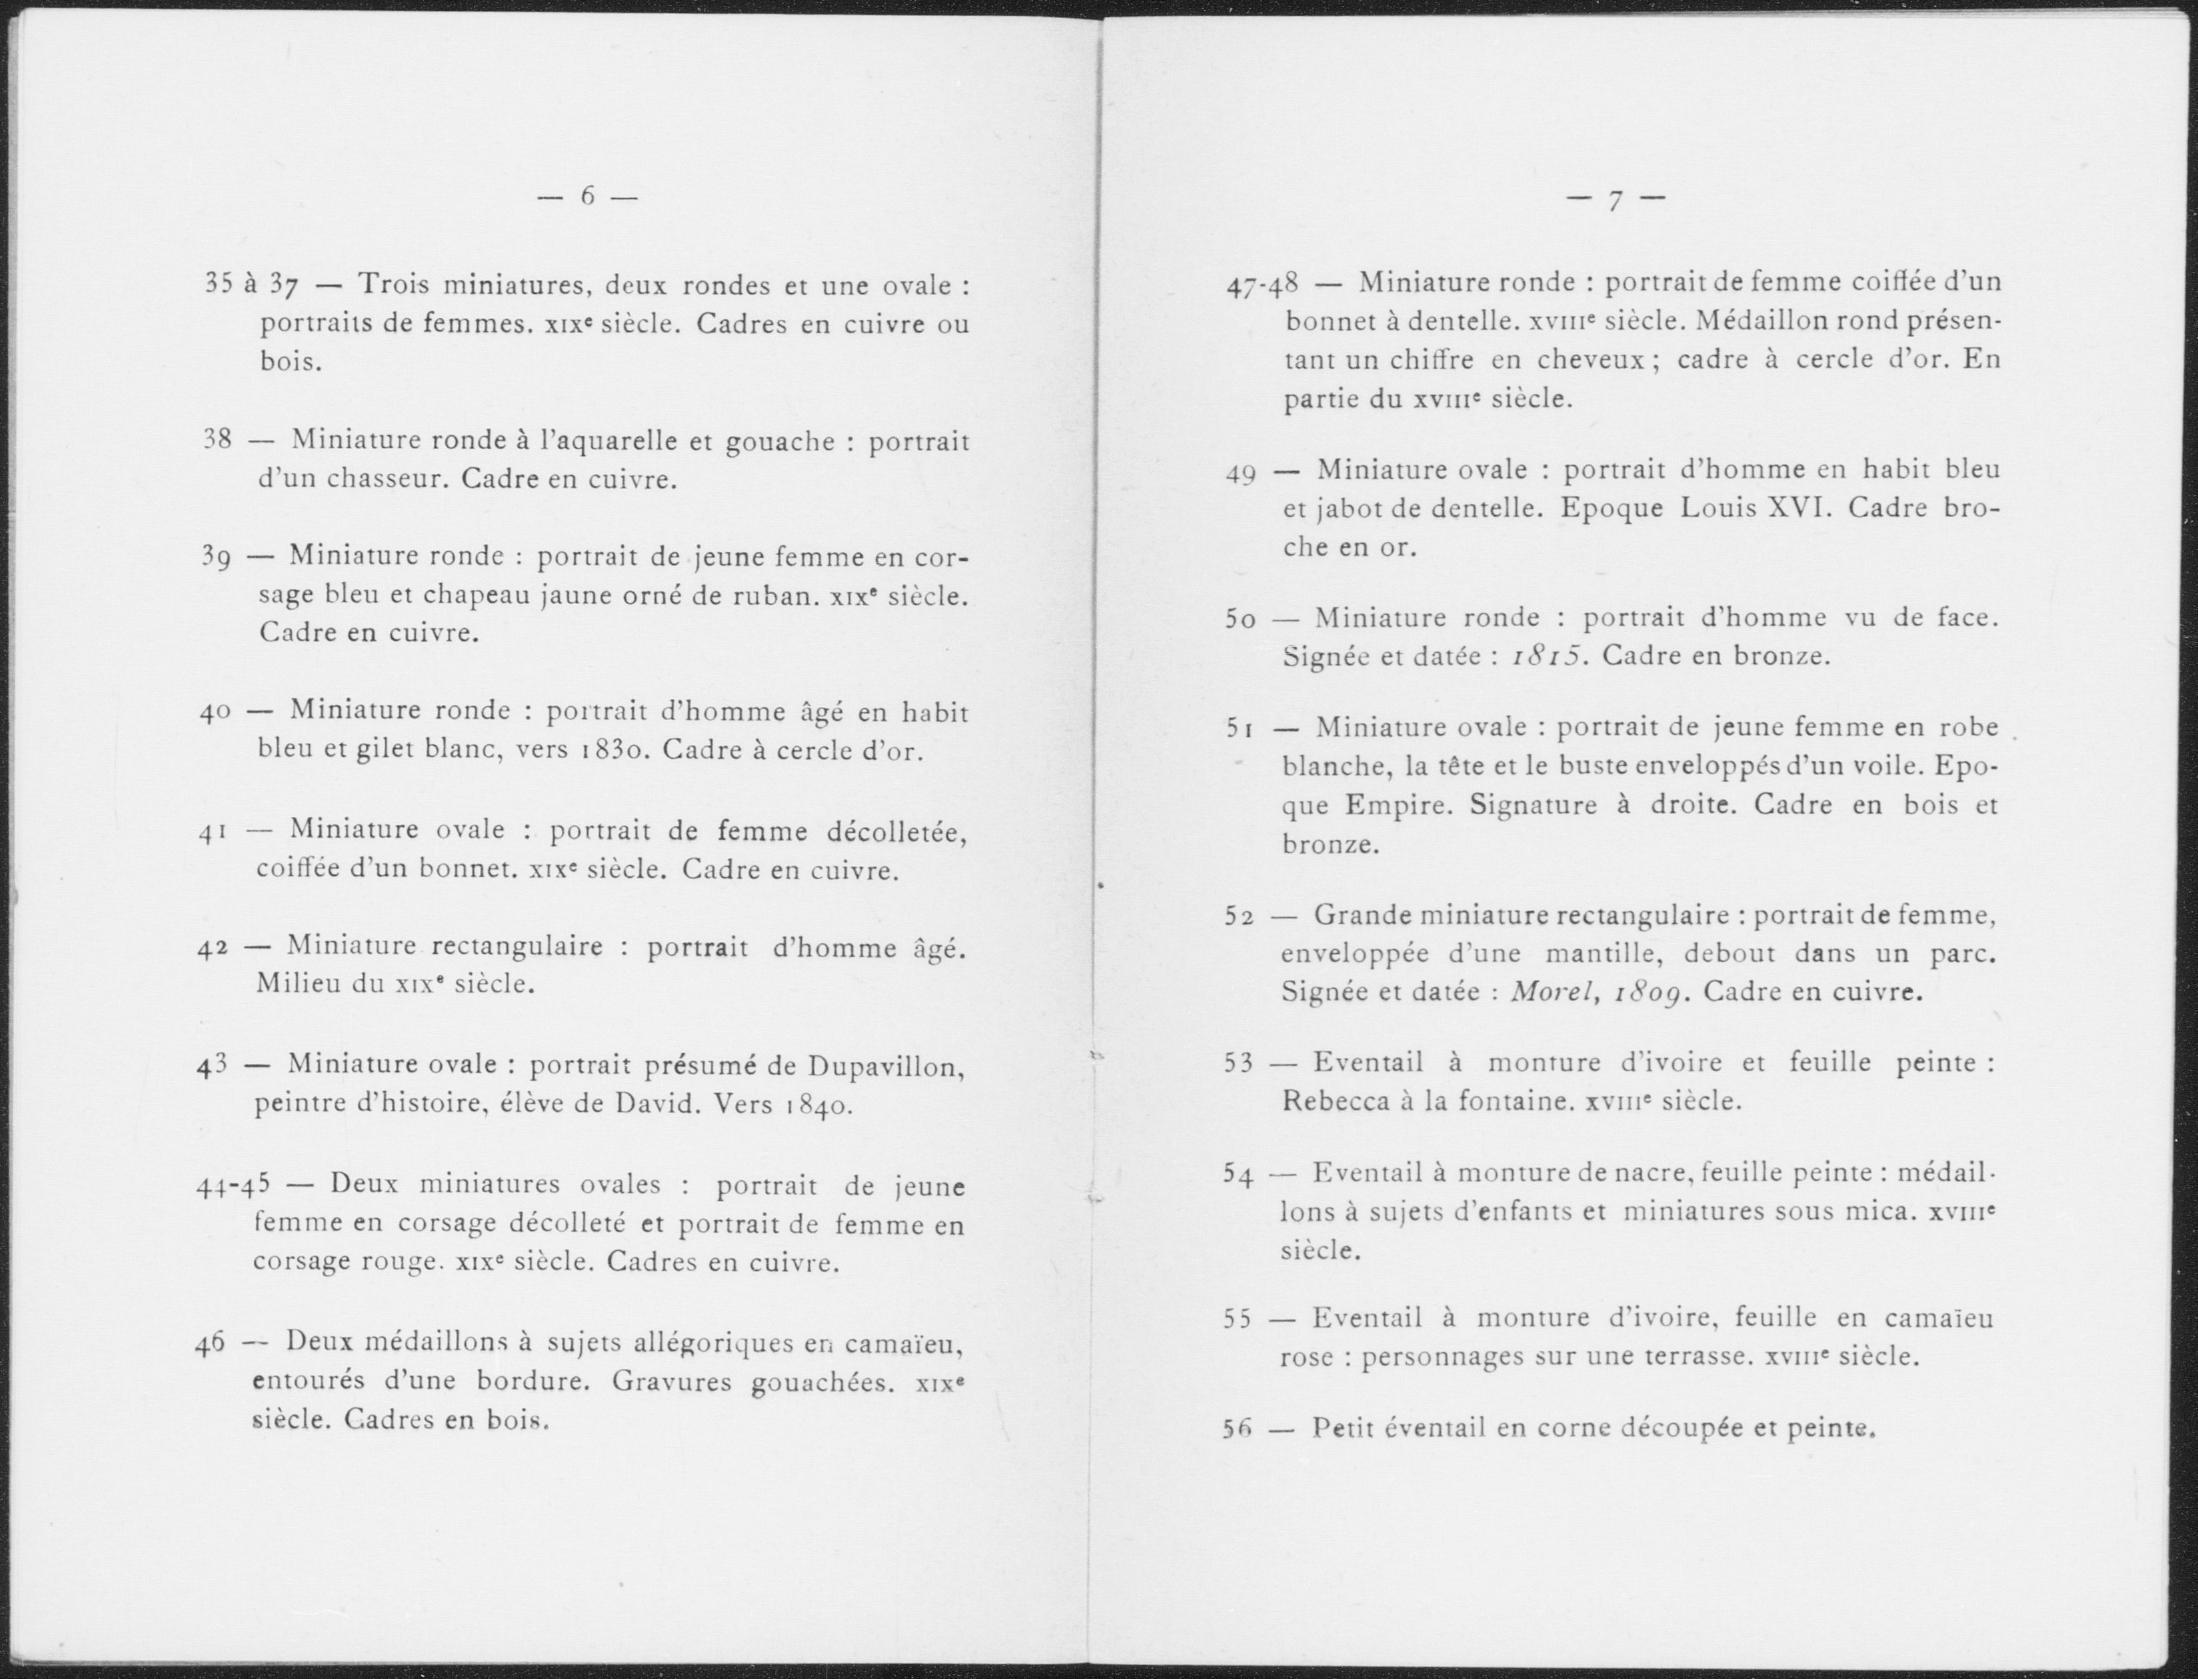 — 6 —
35 à 37 — Trois miniatures, deux rondes et une ovale :
portraits de femmes. XIXe siècle. Cadres en cuivre ou
bois.
38 — Miniature ronde à l'aquarelle et gouache : portrait
d'un chasseur. Cadre en cuivre.
39 — Miniature ronde : portrait de jeune femme en cor-
sage bleu et chapeau jaune orné de ruban. XIXe siècle.
Cadre en cuivre.
40 — Miniature ronde : portrait d'homme âgé en habit
bleu et gilet blanc, vers 1830. Cadre à cercle d'or.
41 — Miniature ovale : portrait de femme décolletée,
coiffée d'un bonnet. XIXe siècle. Cadre en cuivre.
42 — Miniature rectangulaire : portrait d'homme âgé.
Milieu du XIXe siècle.
43 — Miniature ovale : portrait présumé de Dupavillon,
peintre d'histoire, élève de David. Vers 1840.
44-45 — Deux miniatures ovales : portrait de jeune
femme en corsage décolleté et portrait de femme en
corsage rouge. XIXe siècle. Cadres en cuivre.
46 — Deux médaillons à sujets allégoriques en camaïeu,
entourés d'une bordure. Gravures gouachées. XIXe
siècle. Cadres en bois.
— 7 —
47-48 — Miniature ronde : portrait de femme coiffée d'un
bonnet à dentelle. XVIIIe siècle. Médaillon rond présen-
tant un chiffre en cheveux ; cadre à cercle d'or. En
partie du XVIIIe siècle.
49 — Miniature ovale : portrait d'homme en habit bleu
et jabot de dentelle. Epoque Louis XVI. Cadre bro-
che en or.
50 — Miniature ronde : portrait d'homme vu de face.
Signée et datée : 1815. Cadre en bronze.
51 — Miniature ovale : portrait de jeune femme en robe
blanche, la tête et le buste enveloppés d'un voile. Epo-
que Empire. Signature à droite. Cadre en bois et
bronze.
52 — Grande miniature rectangulaire : portrait de femme,
enveloppée d'une mantille, debout dans un parc.
Signée et datée : Morel, 1809. Cadre en cuivre.
53 — Eventail à monture d'ivoire et feuille peinte :
Rebecca à la fontaine. XVIIIe siècle.
54 — Eventail à monture de nacre, feuille peinte : médail-
lons à sujets d'enfants et miniatures sous mica. XVIIIe
siècle.
55 — Eventail à monture d'ivoire, feuille en camaïeu
rose : personnages sur une terrasse. XVIIIe siècle.
56 — Petit éventail en corne découpée et peinte.